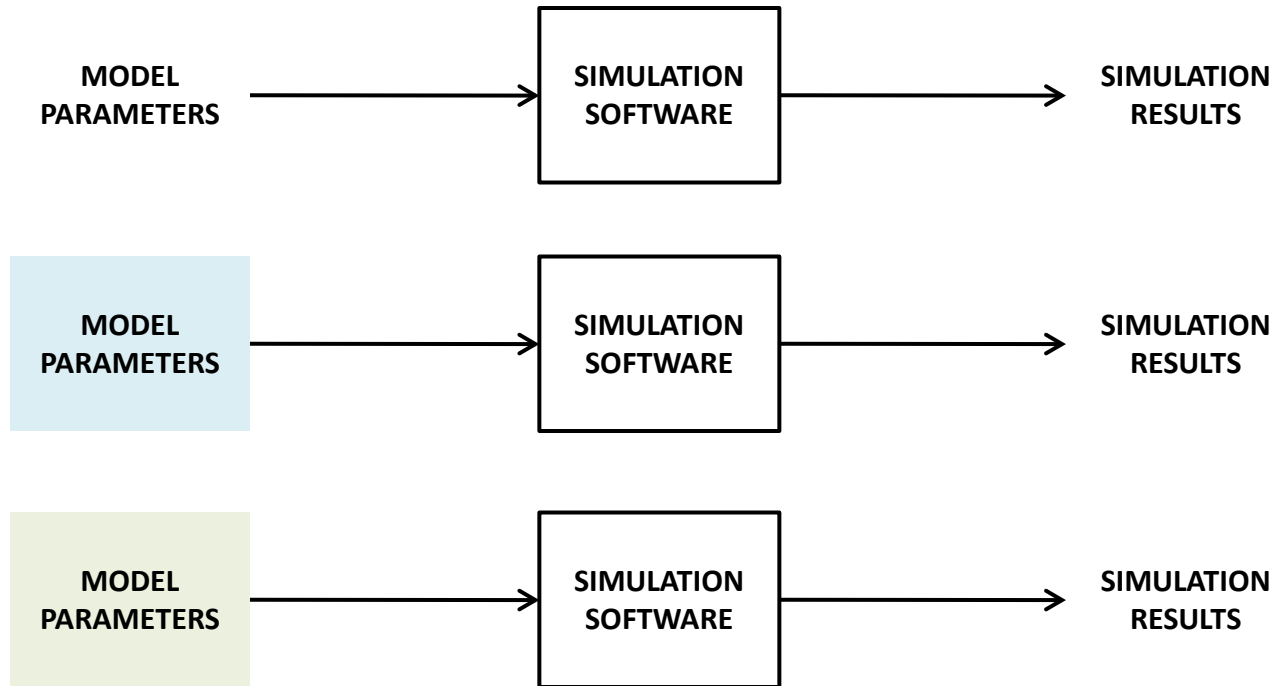 MODEL
PARAMETERS
SIMULATION
SOFTWARE
SIMULATION
RESULTS
MODEL
PARAMETERS
SIMULATION
SOFTWARE
SIMULATION
RESULTS
MODEL
PARAMETERS
SIMULATION
SOFTWARE
SIMULATION
RESULTS